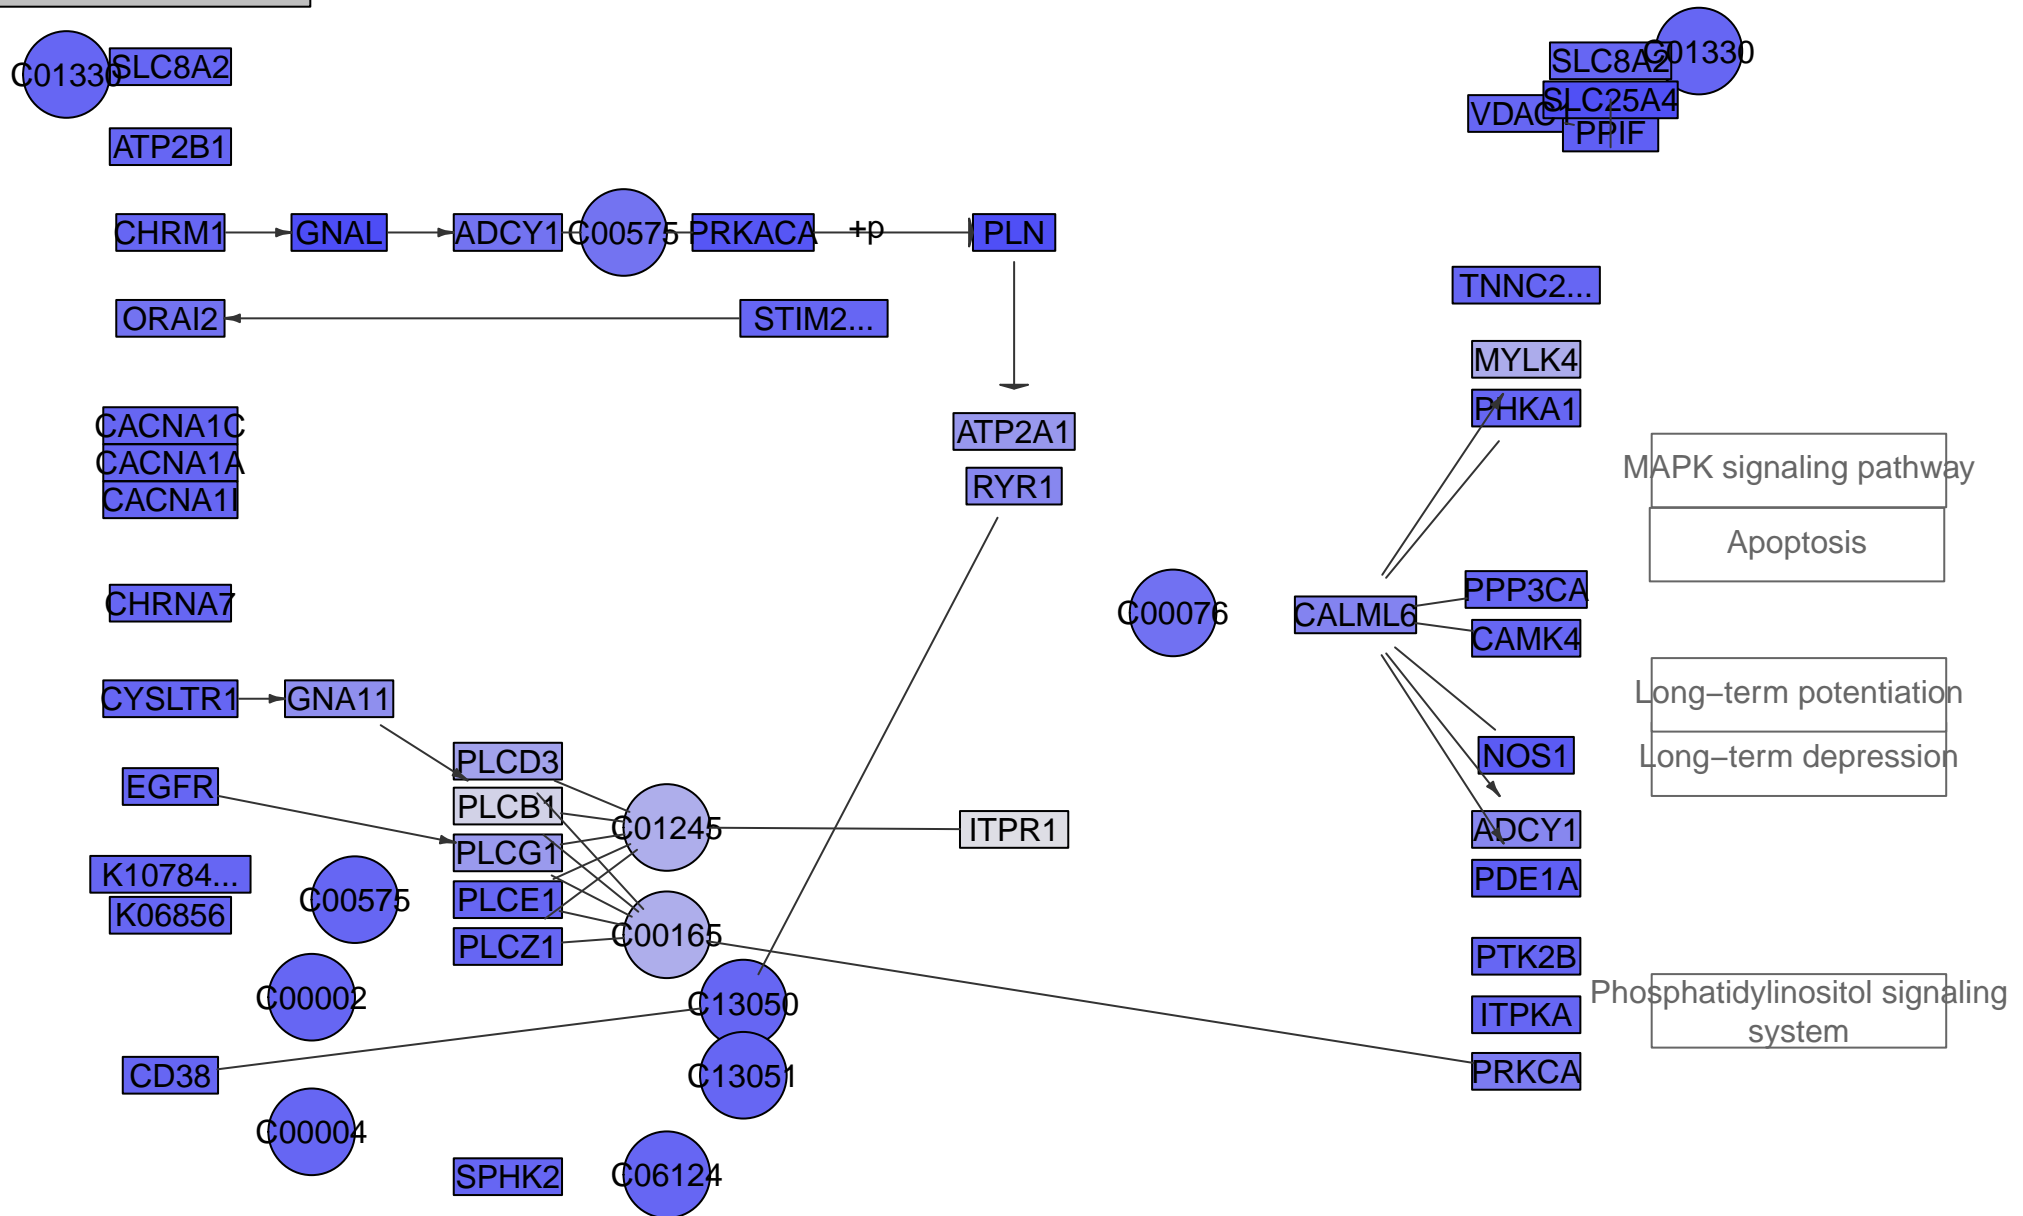 C01330
SLC8A2
SLC8A2
C01330
SLC25A4
VDAC1
PPIF
ATP2B1
CHRM1
GNAL
ADCY1
C00575
PRKACA
+p
PLN
TNNC2...
ORAI2
STIM2...
MYLK4
PHKA1
CACNA1C
CACNA1A
CACNA1I
ATP2A1
RYR1
MAPK signaling pathway
Apoptosis
CHRNA7
C00076
CALML6
PPP3CA
CAMK4
CYSLTR1
GNA11
Long−term potentiation
Long−term depression
NOS1
PLCD3
EGFR
PLCB1
C01245
ITPR1
ADCY1
PLCG1
K10784...
K06856
C00575
PLCE1
C00165
PLCZ1
PDE1A
PTK2B
C00002
C13050
ITPKA
Phosphatidylinositol signaling
system
CD38
C13051
PRKCA
C00004
SPHK2
C06124